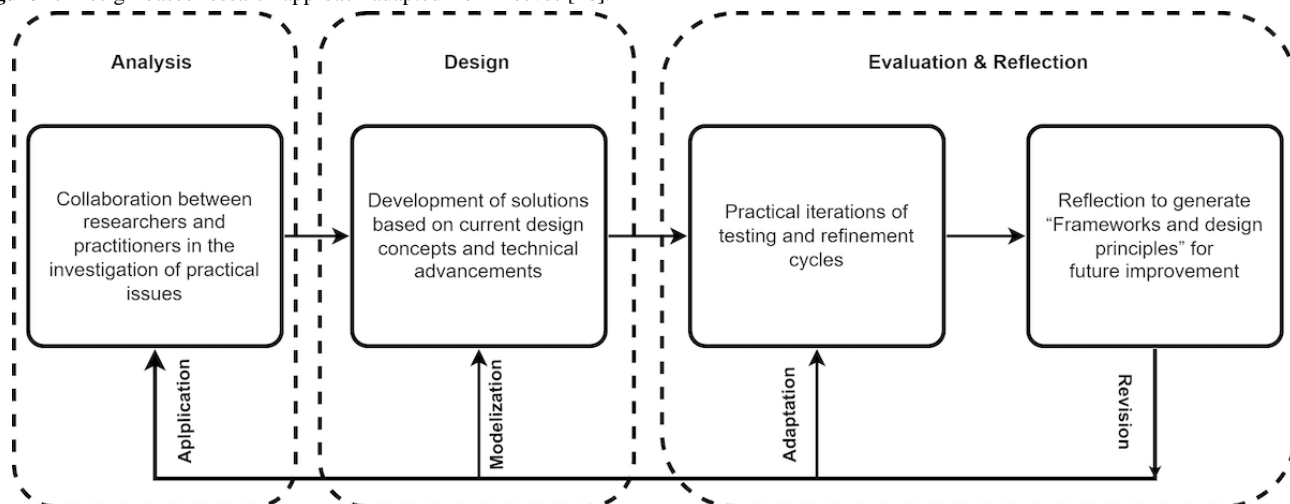 Analysis
Design
Evaluation & Reflection
Collaboration between
researchers and
practitioners in the
investigation of practical
issues
Development of solutions
based on current design
concepts and technical
advancements
Practical iterations of
testing and refinement
cycles
Reflection to generate
“Frameworks and design
principles” for
future improvement
Aplplication
Modelization
Adaptation
Revision